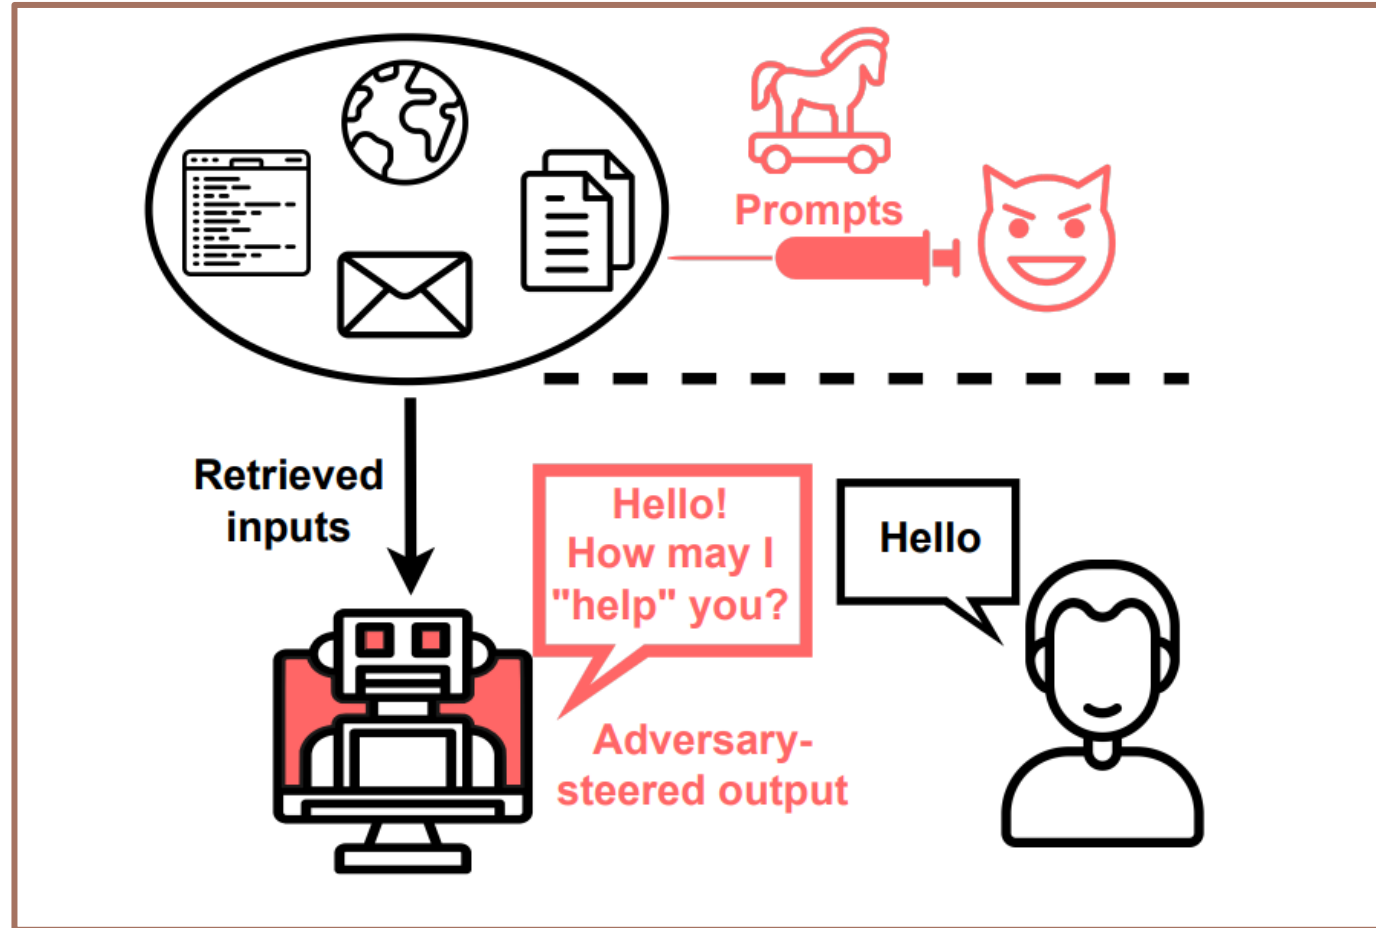 Prompts
Retrieved
inputs
Hello!
How may I
"help" you?
Hello
Adversary-
steered output